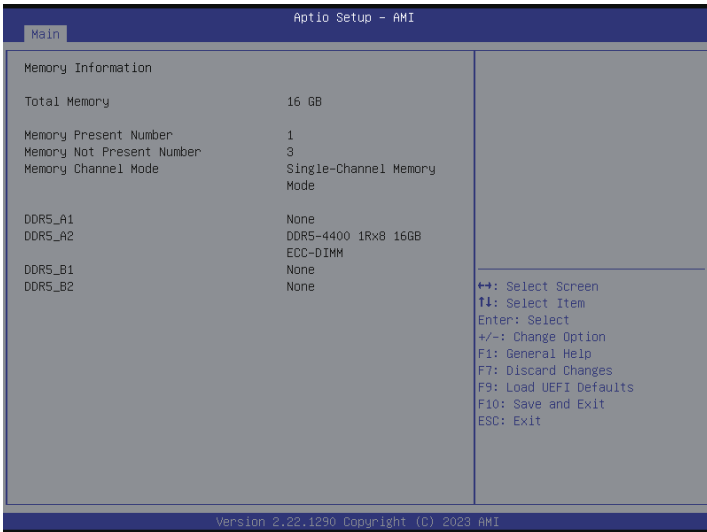 Aptio Setup - AMI
Main
Memory Information
Total Memory 16 GB
Memory Present Number 1
Memory Not Present Number 3
Memory Channel Mode Single-Channel Memory
Mode
DDR5_A1 None
DDR5_A2 DDR5-4400 1Rx8 16GB
ECC-DIMM
DDR5_B1 None
DDR5_B2 None
↔: Select Screen
↑↓: Select Item
Enter: Select
+/-: Change Option
F1: General Help
F7: Discard Changes
F9: Load UEFI Defaults
F10: Save and Exit
ESC: Exit
Version 2.22.1290 Copyright (C) 2023 AMI